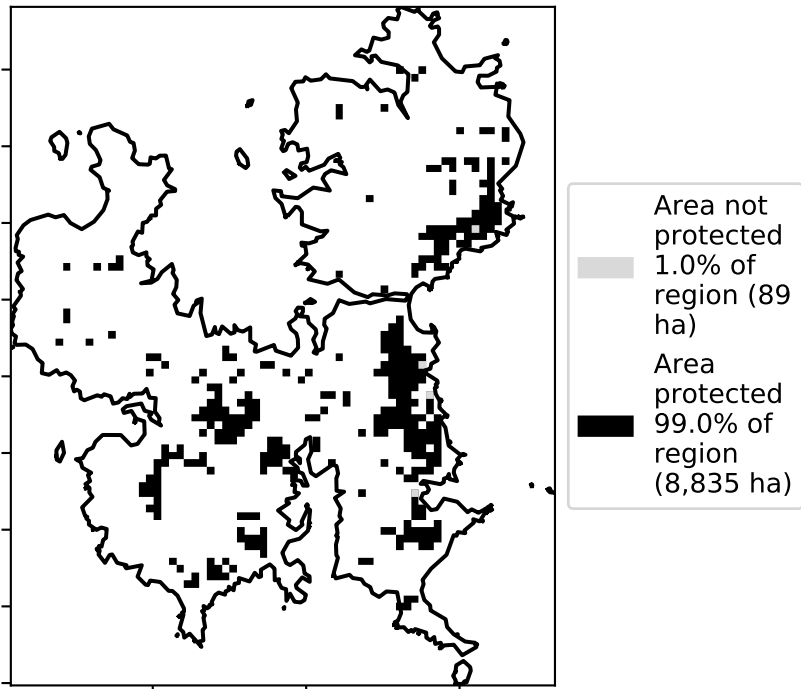 Area not
protected
1.0% of
region (89
ha)
Area
protected
99.0% of
region
(8,835 ha)